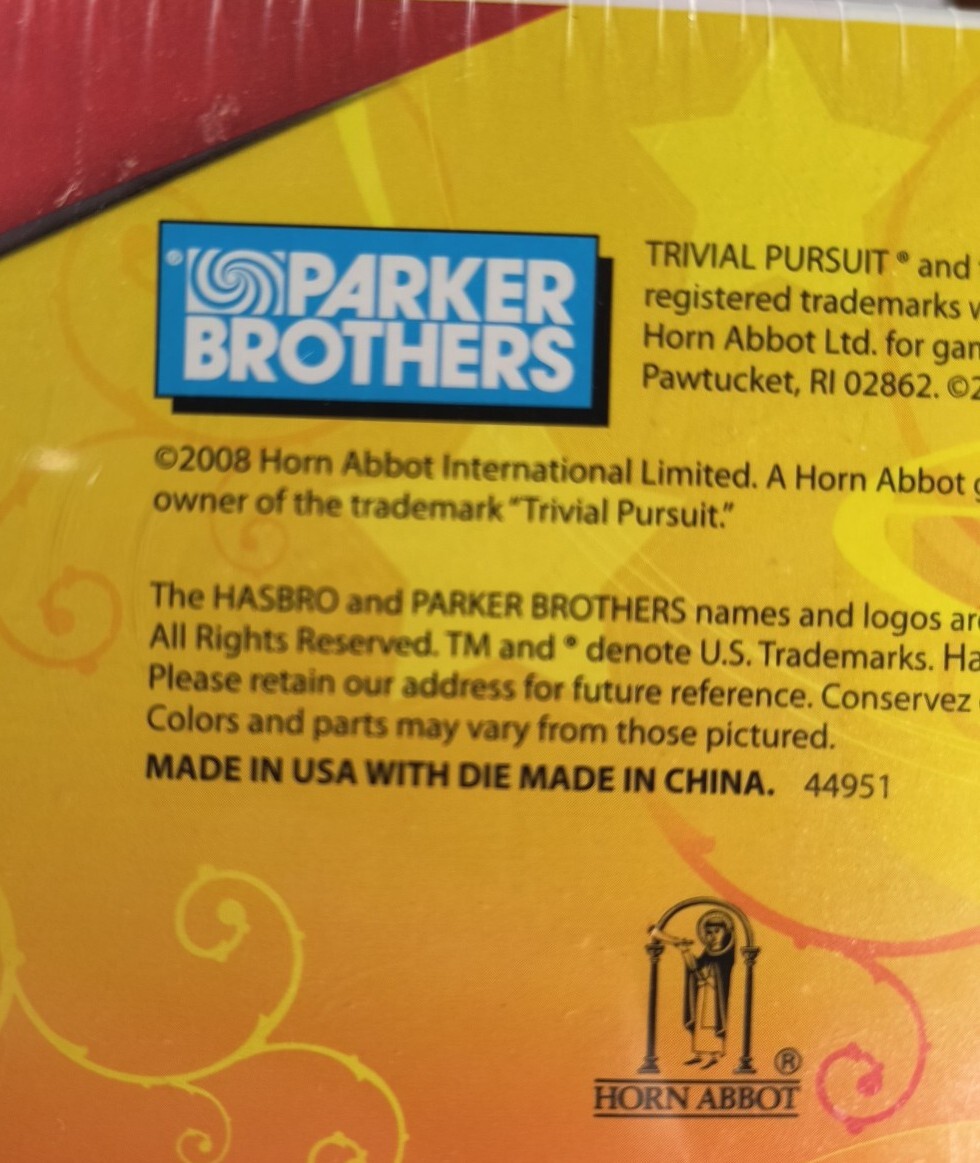 ® PARKER
BROTHERS
TRIVIAL PURSUIT ® and
registered trademarks
Horn Abbot Ltd. for
Pawtucket, RI 02862. ©2
©2008 Horn Abbot International Limited. A Horn Abbot
owner of the trademark "Trivial Pursuit."
The HASBRO and PARKER BROTHERS names and logos
All Rights Reserved. TM and ® denote U.S. Trademarks.
Please retain our address for future reference. Conservez
Colors and parts may vary from those pictured.
MADE IN USA WITH DIE MADE IN CHINA. 44951
®
HORN ABBOT